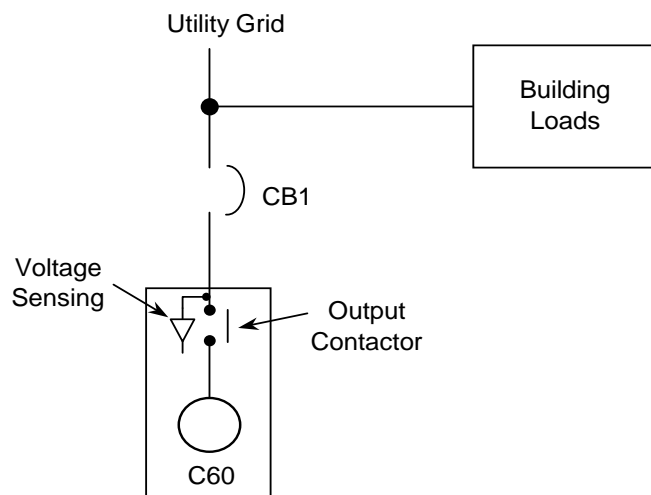 Utility Grid
Building
Loads
CB1
Voltage
Sensing
Output
Contactor
C60